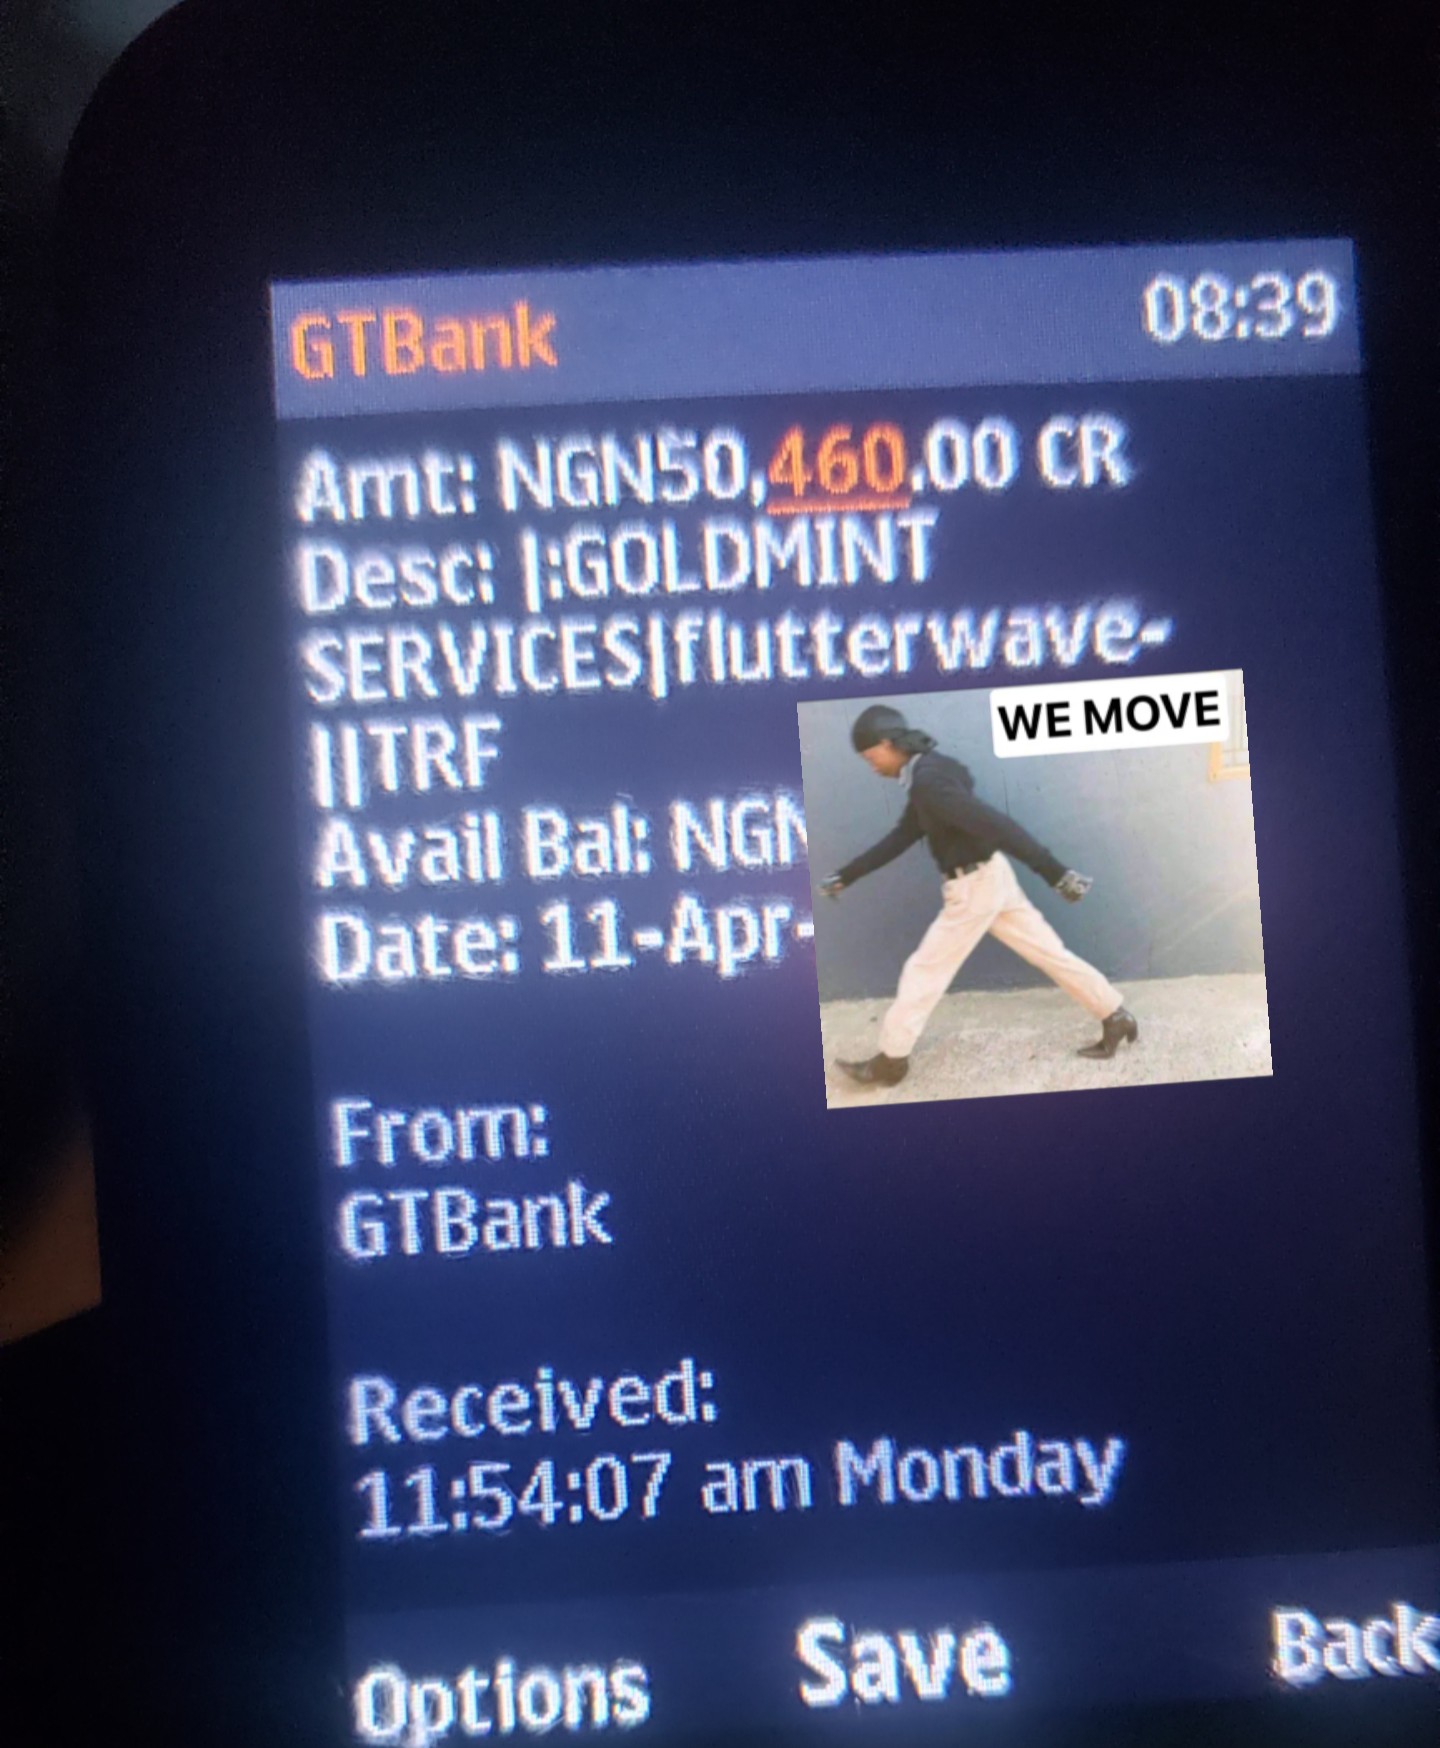 GTBank 08:39
Amt: NGN50,460.00 CR
Desc: |:GOLDMINT
SERVICES|flutterwave-
||TRF
WE MOVE
Avail Bal: NGN
Date: 11-Apr-
From:
GTBank
Received:
11:54:07 am Monday
Options Save Back